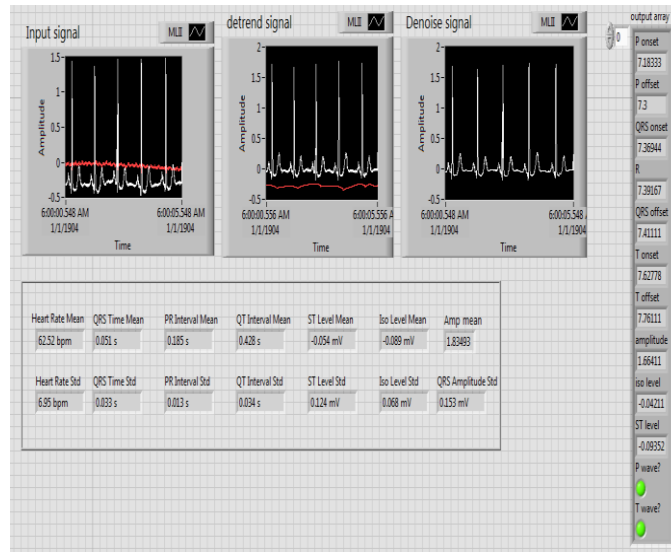 Input signal
MLII
Amplitude
1.5-
1-
0.5-
0-
-0.5-
6:00:00.548 AM
1/1/1904
6:00:05.548 AM
1/1/1904
Time
detrend signal
MLII
Amplitude
2-
1.5-
1-
0.5-
0-
-0.5-
6:00:00.556 AM
1/1/1904
6:00:05.556 A
1/1/1904
Time
Denoise signal
MLII
Amplitude
2-
1.5-
1-
0.5-
0-
-0.5-
6:00:00.548 AM
1/1/1904
6:00:05.548
1/1/1904
Time
output array
0
P onset
7.18333
P offset
7.3
QRS onset
7.36944
R
7.39167
QRS offset
7.41111
T onset
7.62778
T offset
7.76111
amplitude
1.66411
iso level
-0.04211
ST level
-0.09352
P wave?
T wave?
Heart Rate Mean QRS Time Mean PR Interval Mean QT Interval Mean ST Level Mean Iso Level Mean Amp mean
62.52 bpm 0.051 s 0.185 s 0.428 s -0.054 mV -0.089 mV 1.83493
Heart Rate Std QRS Time Std PR Interval Std QT Interval Std ST Level Std Iso Level Std QRS Amplitude Std
6.95 bpm 0.033 s 0.013 s 0.034 s 0.124 mV 0.068 mV 0.153 mV